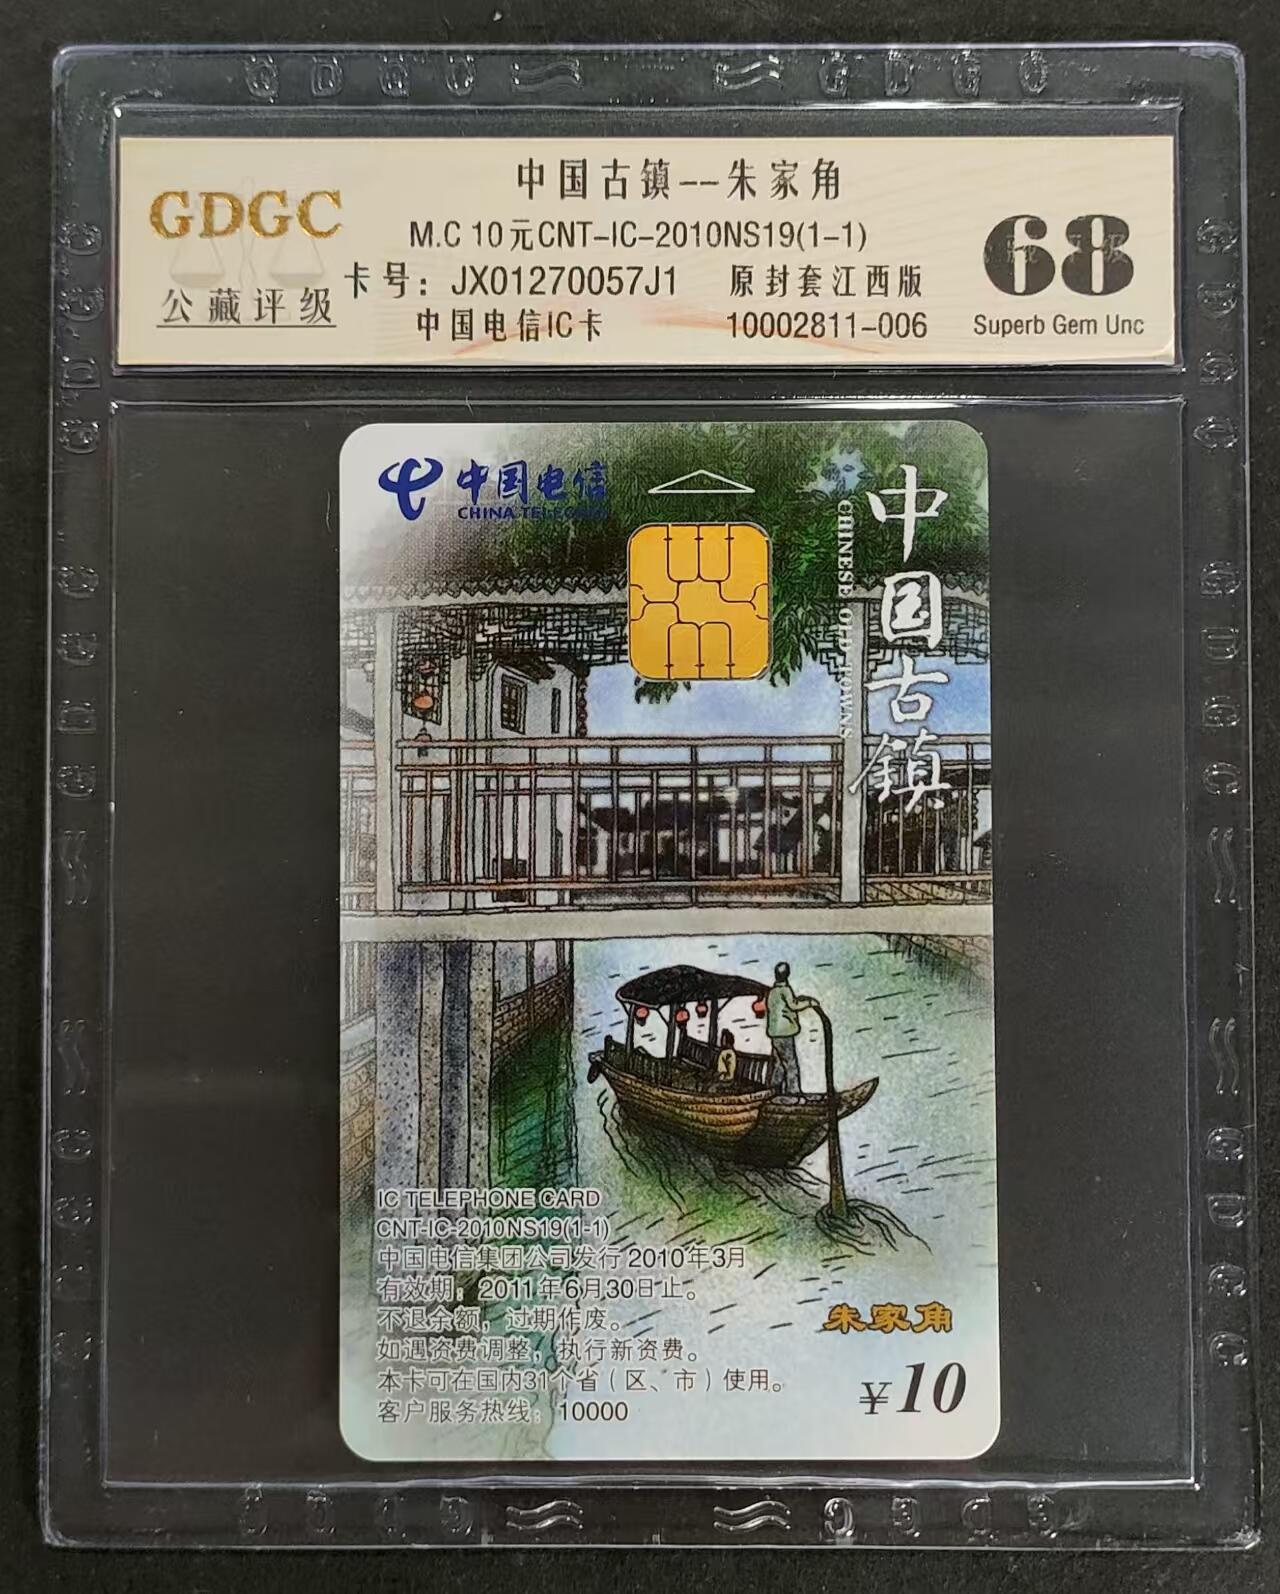 中国古镇--朱家角
GDGC
M.C 10元CNT-IC-2010NS19(1-1)
68
公藏评级
卡号：JX01270057J1 原封套江西版
中国电信IC卡 10002811-006
Superb Gem Unc
中国电信
CHINA TELECOM
中国古镇
CHINESE OLD TOWNS
IC TELEPHONE CARD
CNT-IC-2010NS19(1-1)
中国电信集团公司发行 2010年3月
有效期：2011年6月30日止。
不退余额，过期作废。
如遇资费调整，执行新资费。
本卡可在国内31个省（区、市）使用。
客户服务热线：10000
朱家角
¥10